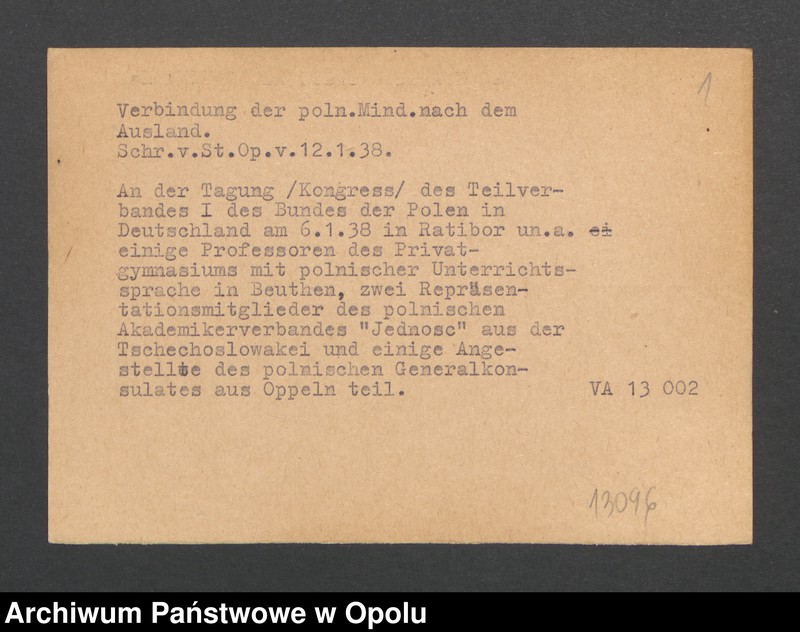 1
Verbindung der poln.Mind.nach dem
Ausland.
Schr.v.St.Op.v.12.1.38.
An der Tagung /Kongress/ des Teilver-
bandes I des Bundes der Polen in
Deutschland am 6.1.38 in Ratibor un.a. ei
einige Professoren des Privat-
gymnasiums mit polnischer Unterrichts-
sprache in Beuthen, zwei Repräsen-
tationsmitglieder des polnischen
Akademikerverbandes "Jednosc" aus der
Tschechoslowakei und einige Ange-
stellte des polnischen Generalkon-
sulates aus Oppeln teil. VA 13 002
13096
Archiwum Państwowe w Opolu